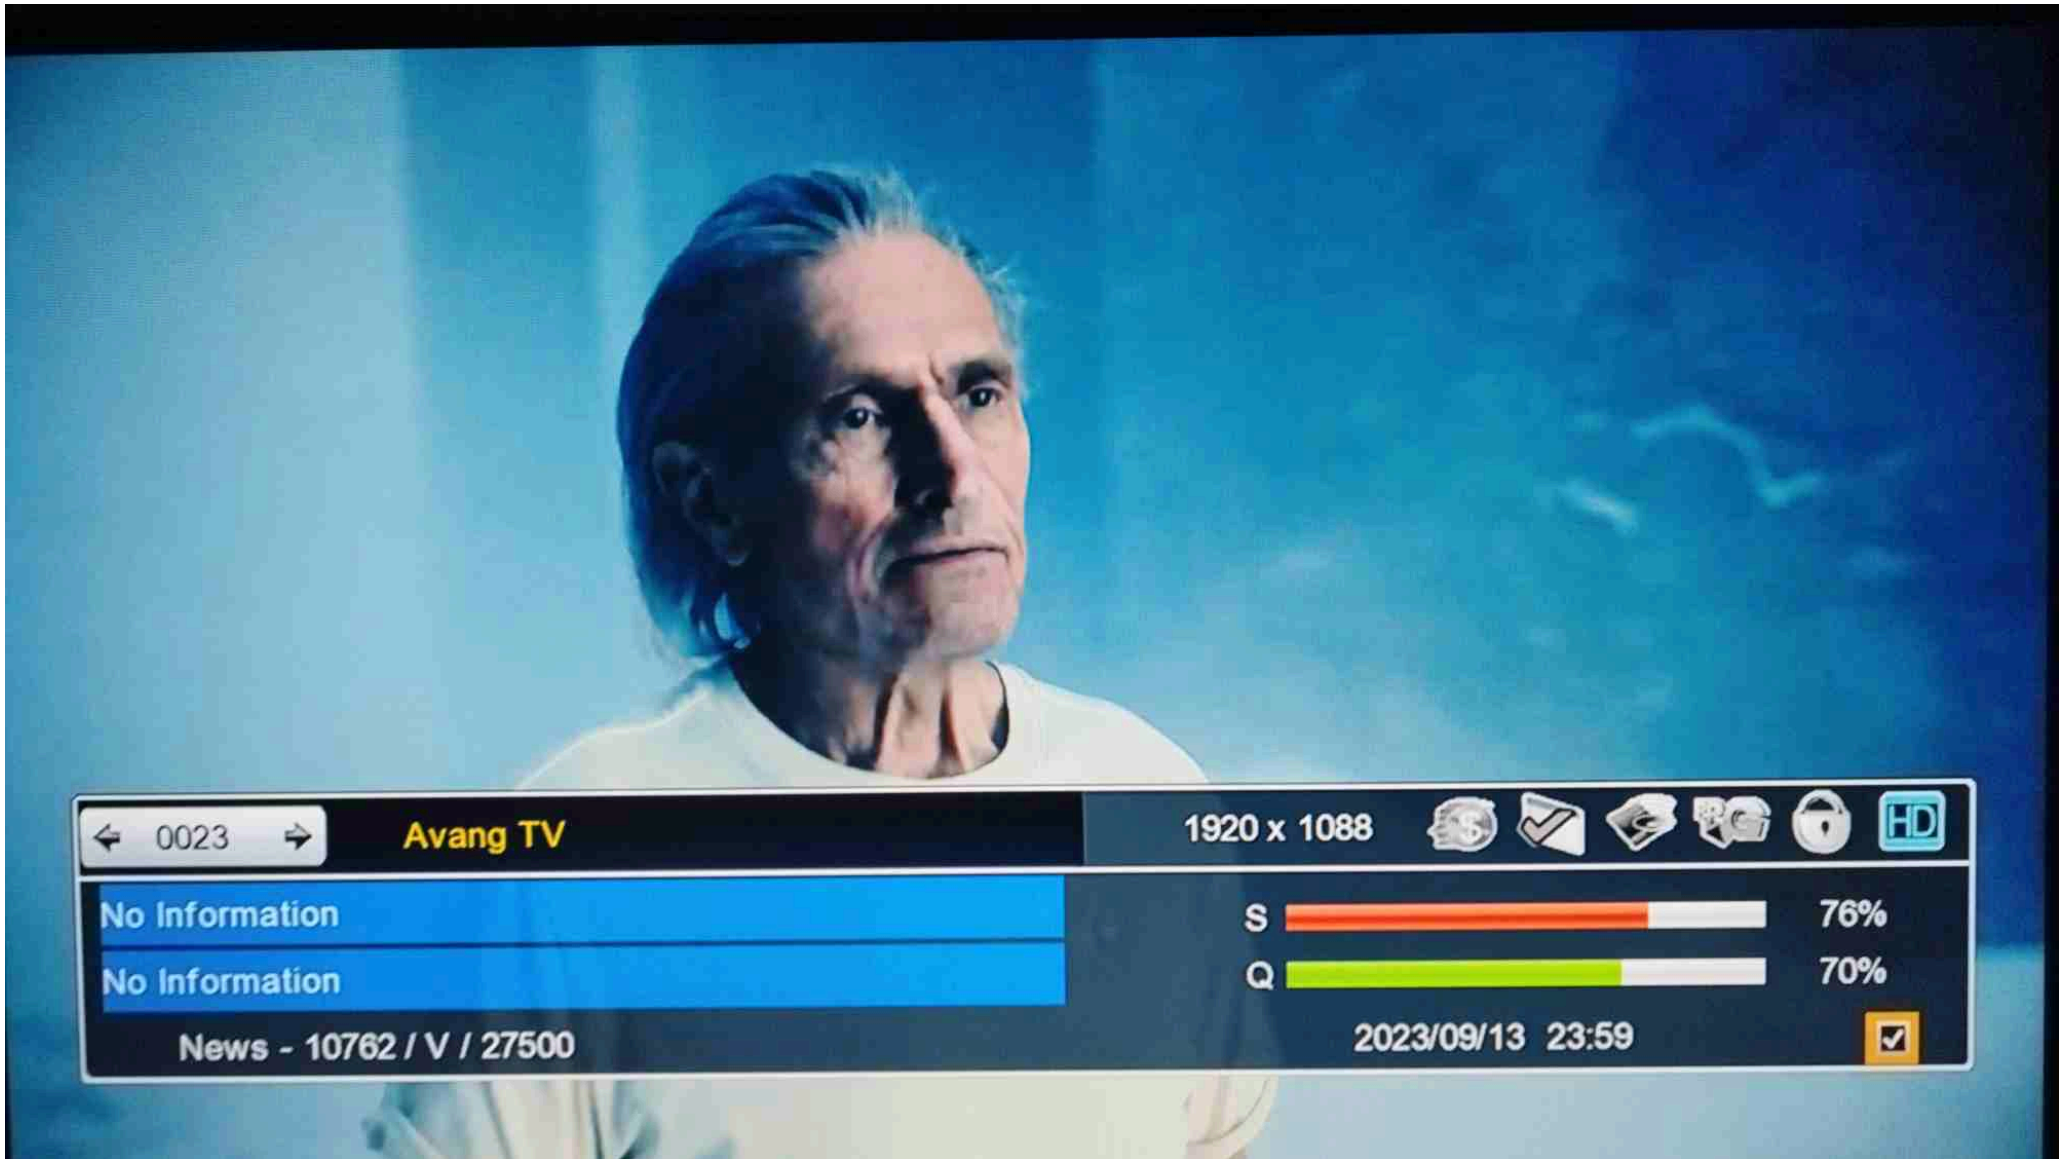 0023
Avang TV
1920 x 1088
HD
No Information
S
76%
No Information
Q
70%
News - 10762 / V / 27500
2023/09/13 23:59